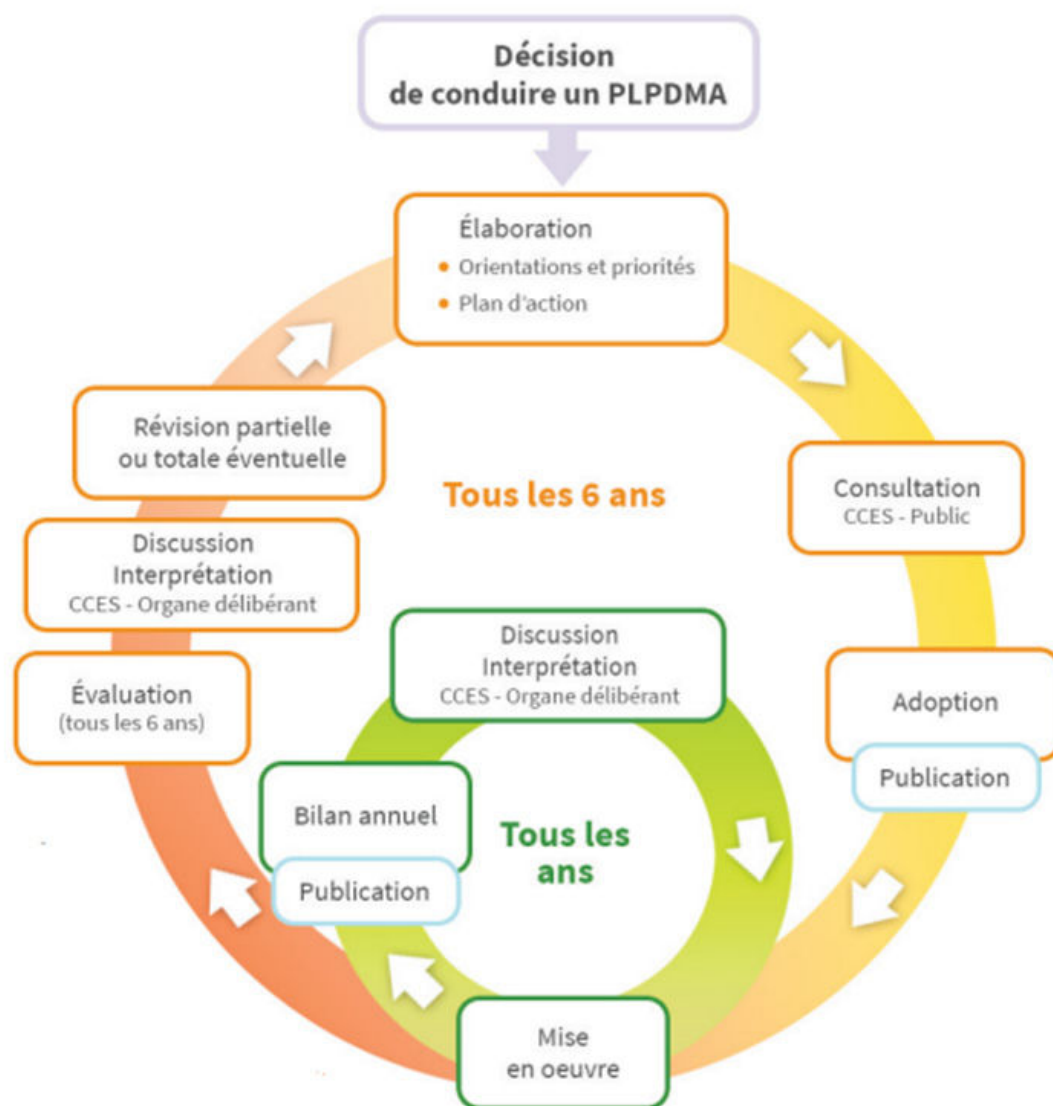 Décision
de conduire un PLPDMA
Élaboration
• Orientations et priorités
• Plan d'action
Révision partielle
ou totale éventuelle
Tous les 6 ans
Consultation
CCES - Public
Discussion
Interprétation
CCES - Organe délibérant
Discussion
Interprétation
CCES - Organe délibérant
Évaluation
(tous les 6 ans)
Adoption
Publication
Bilan annuel
Publication
Tous les
ans
Mise
en oeuvre